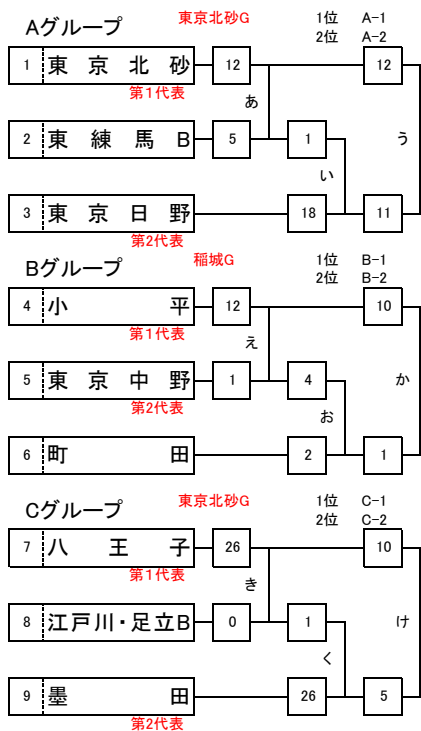 Aグループ 東京北砂G 1位 A-1
2位 A-2
1 東京北砂 12 12
第1代表
あ
2 東練馬B 5 1
う
い
3 東京日野 18 11
第2代表
Bグループ 稲城G 1位 B-1
2位 B-2
4 小平 12 10
第1代表
え
5 東京中野 1 4
か
第2代表
お
6 町田 2 1
Cグループ 東京北砂G 1位 C-1
2位 C-2
7 八王子 26 10
第1代表
き
8 江戸川・足立B 0 1
け
く
9 墨田 26 5
第2代表